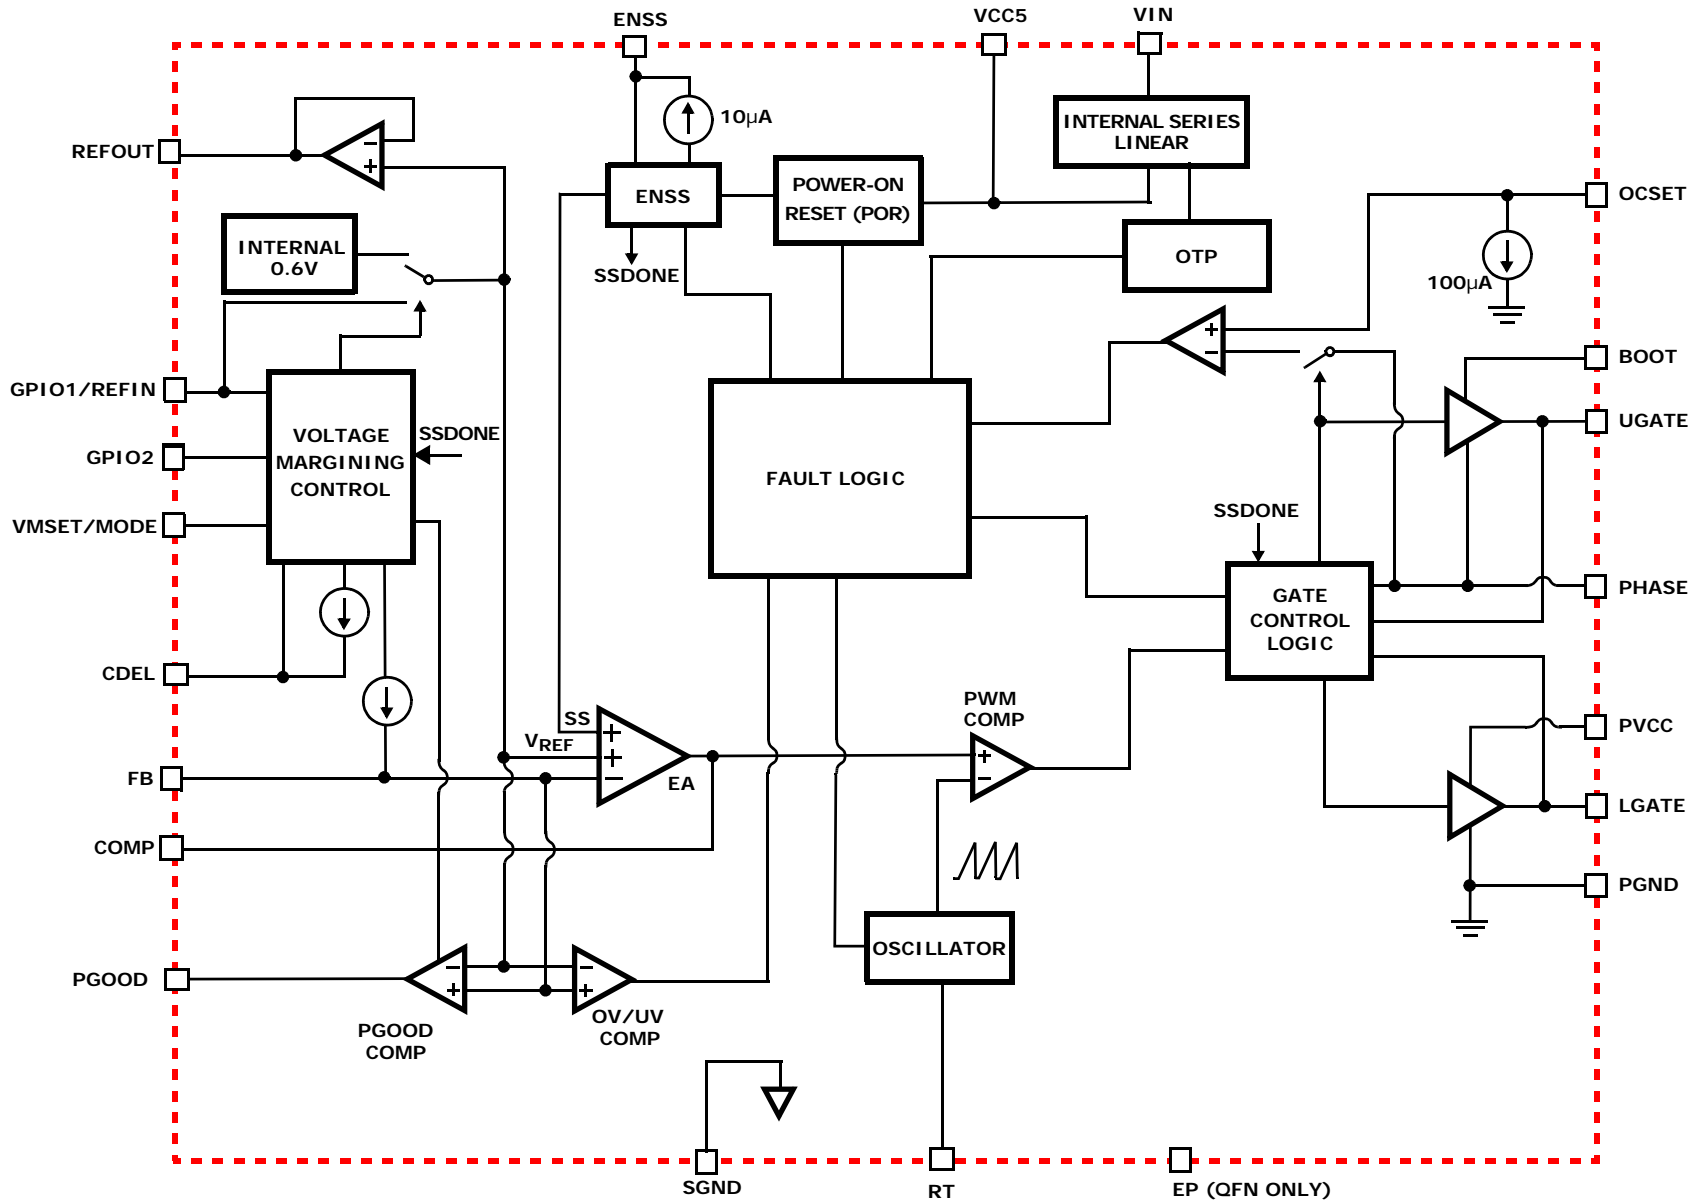 ENSS
VCC5
VIN
REFOUT
−
+
10µA
INTERNAL SERIES
LINEAR
ENSS
POWER-ON
RESET (POR)
OCSET
INTERNAL
0.6V
SSDONE
OTP
100µA
+
−
BOOT
GPIO1/REFIN
UGATE
VOLTAGE
MARGINING
CONTROL
SSDONE
GPIO2
FAULT LOGIC
VMSET/MODE
SSDONE
GATE
CONTROL
LOGIC
PHASE
CDEL
SS
VREF
+
+
−
EA
PWM
COMP
+
−
PVCC
FB
LGATE
COMP
PGND
OSCILLATOR
PGOOD
−
+
−
+
PGOOD
COMP
OV/UV
COMP
SGND
RT
EP (QFN ONLY)